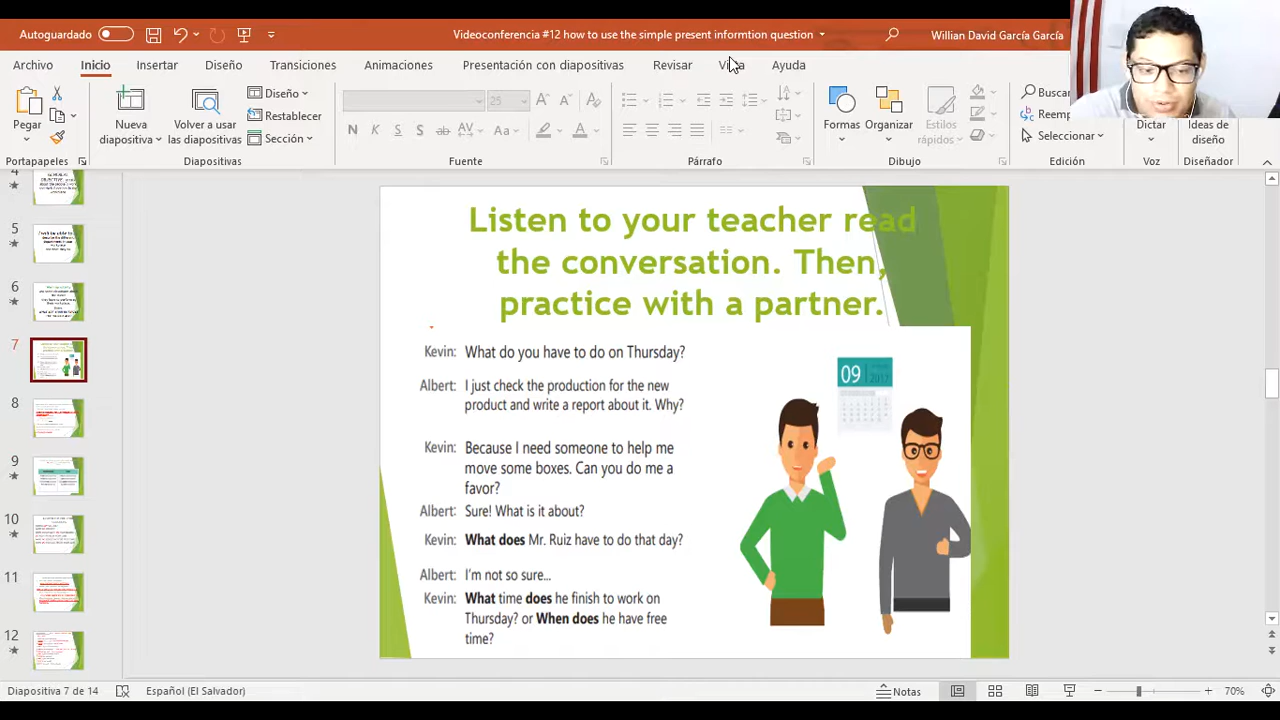 Autoguardado
Videoconferencia #12 how to use the simple present informtion question
Willian David García García
Archivo Inicio Insertar Diseño Transiciones Animaciones Presentación con diapositivas Revisar Vista Ayuda
Pegar
Nueva diapositiva
Volver a usar las diapositivas
Diseño
Restablecer
Sección
25
N K S S ab AV Aa A
Formas
Organizar
Estilos rápidos
Buscar
Reemp
Seleccionar
Dictar
Ideas de diseño
Portapapeles Diapositivas Fuente Párrafo Dibujo Edición Voz Diseñador
4
5
6
7
8
9
10
11
12
Listen to your teacher read
the conversation. Then,
practice with a partner.
Kevin: What do you have to do on Thursday?
Albert: I just check the production for the new
product and write a report about it. Why?
Kevin: Because I need someone to help me
move some boxes. Can you do me a
favor?
Albert: Sure! What is it about?
Kevin: What does Mr. Ruiz have to do that day?
Albert: I'm not so sure...
Kevin: What time does he finish to work on
Thursday? or When does he have free
time?
09
Diapositiva 7 de 14
Español (El Salvador)
Notas
70%